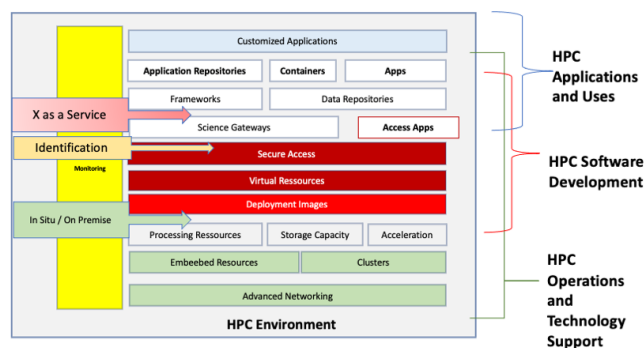 Customized Applications
Application Repositories
Containers
Apps
Frameworks
Data Repositories
X as a Service
Science Gateways
Access Apps
Identification
Secure Access
Monitoring
Virtual Ressources
Deployment Images
In Situ / On Premise
Processing Ressources
Storage Capacity
Acceleration
Embeebed Resources
Clusters
Advanced Networking
HPC Environment
HPC
Applications
and Uses
HPC Software
Development
HPC
Operations
and
Technology
Support